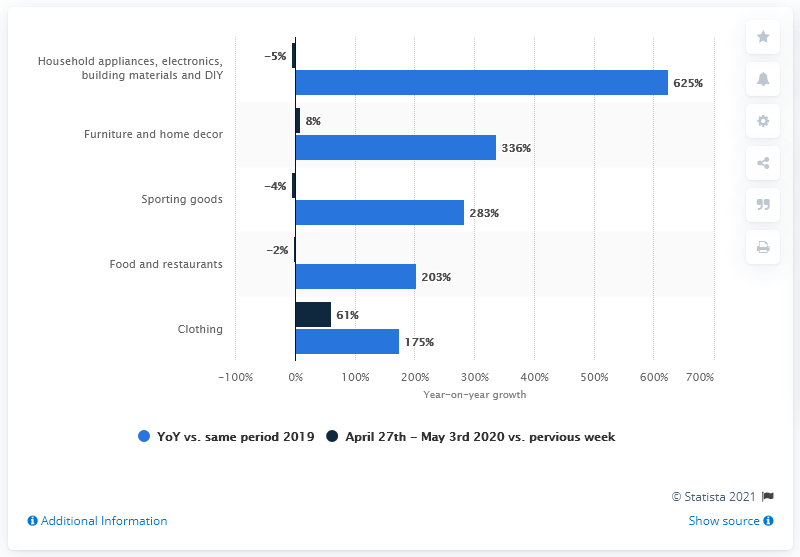 Household appliances, electronics,
building materials and DIY
−5%
625%
Furniture and home decor
8%
336%
Sporting goods
−4%
283%
Food and restaurants
−2%
203%
Clothing
61%
175%
−100% 0% 100% 200% 300% 400% 500% 600% 700%
Year-on-year growth
YoY vs. same period 2019 April 27th - May 3rd 2020 vs. pervious week
© Statista 2021
Additional Information Show source